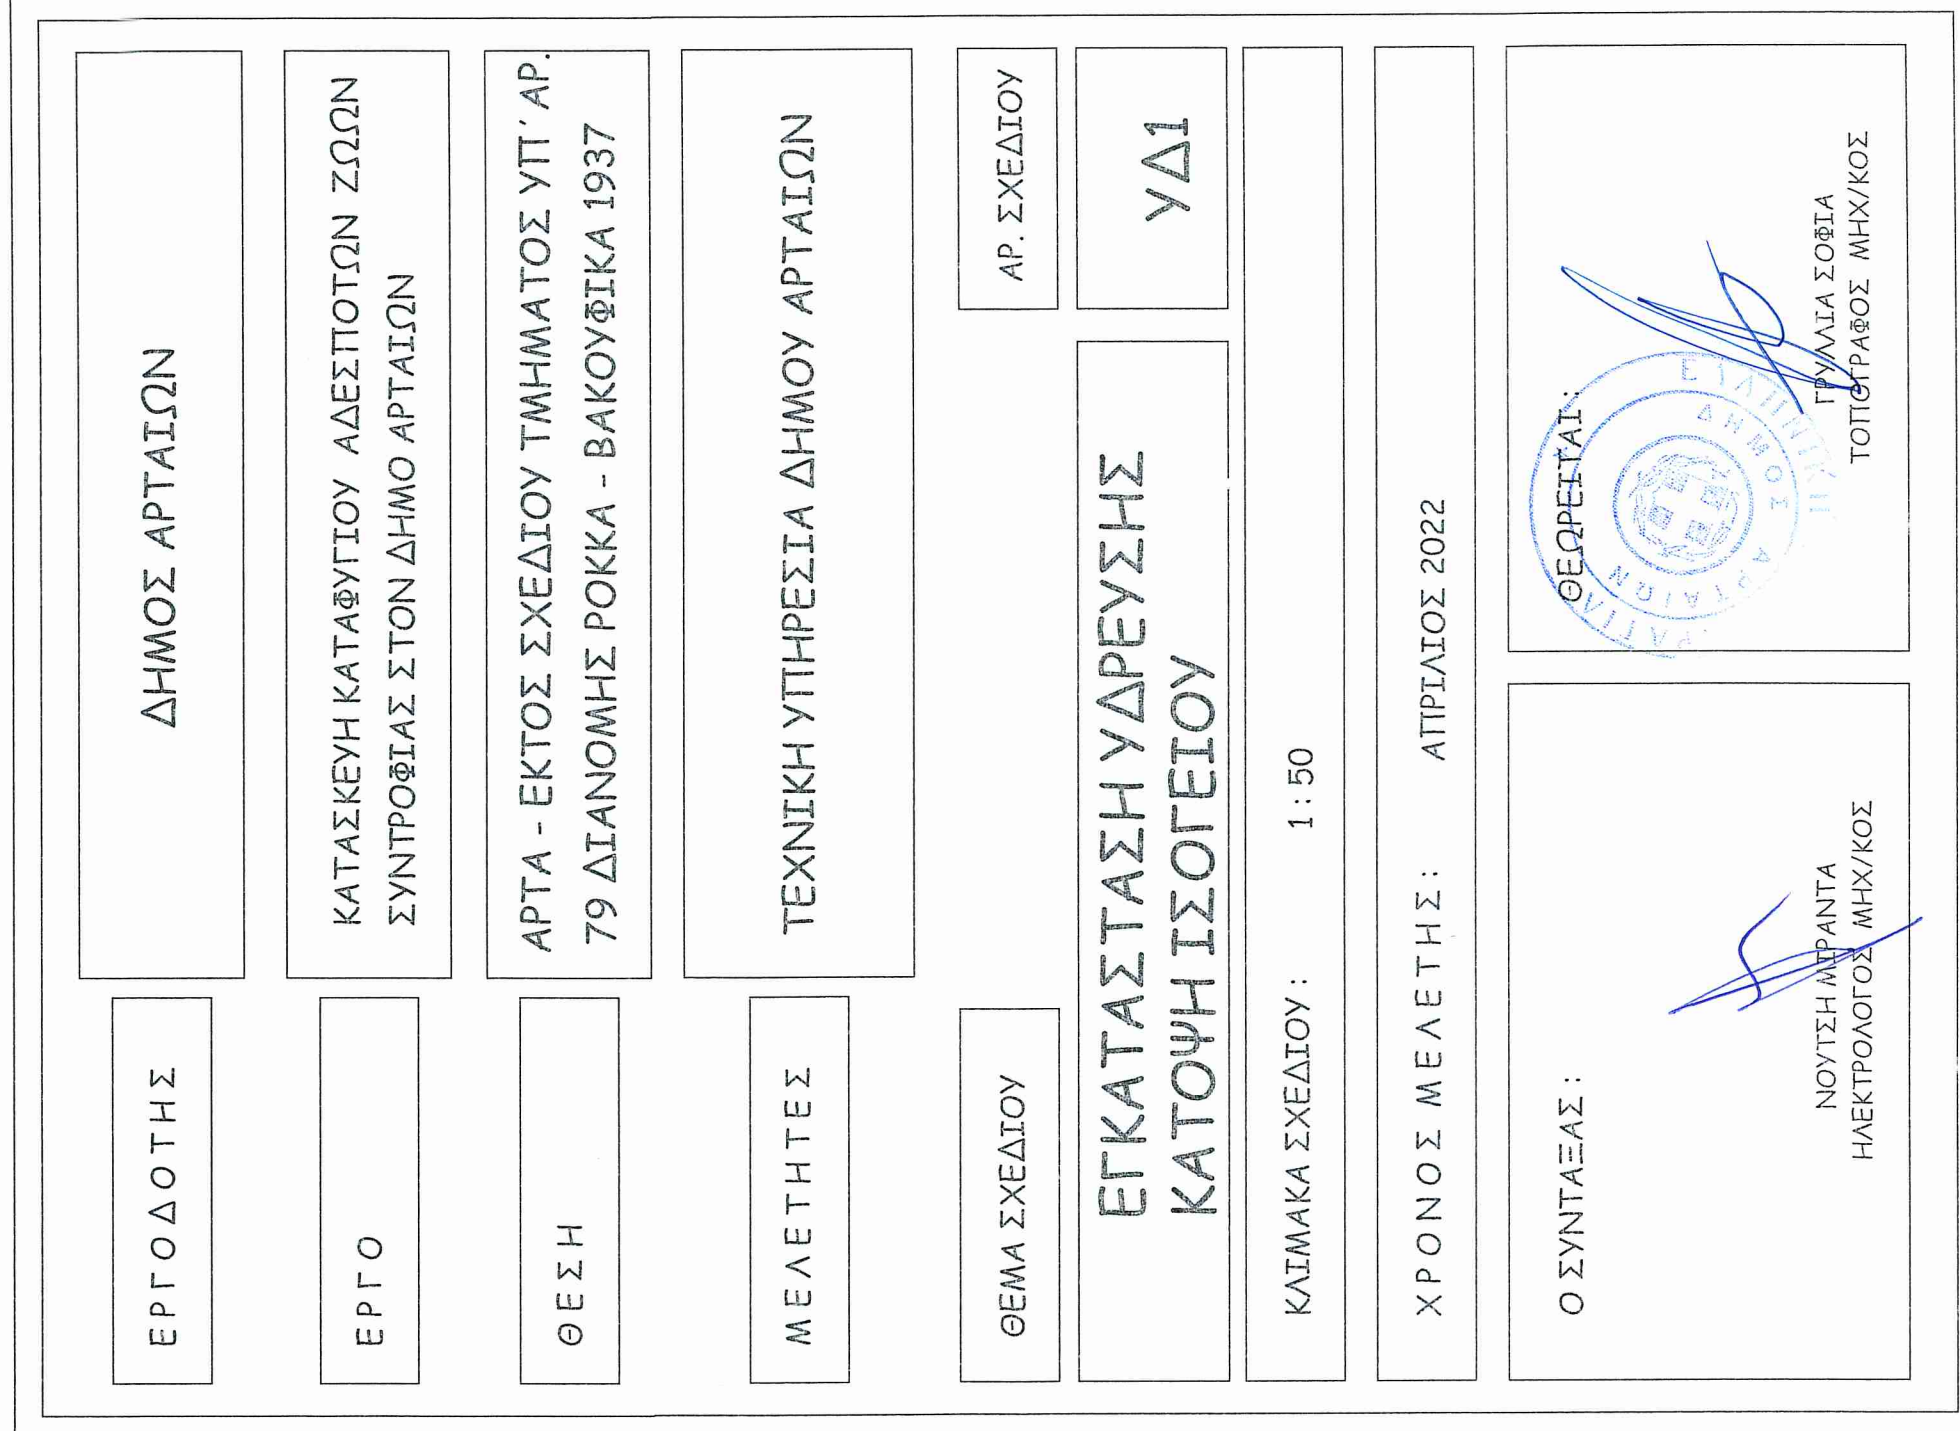 ΕΡΓΟΔΟΤΗΣ
ΔΗΜΟΣ ΑΡΤΑΙΩΝ
ΕΡΓΟ
ΚΑΤΑΣΚΕΥΗ ΚΑΤΑΦΥΓΙΟΥ ΑΔΕΣΠΟΤΩΝ ΖΩΩΝ
ΣΥΝΤΡΟΦΙΑΣ ΣΤΟΝ ΔΗΜΟ ΑΡΤΑΙΩΝ
ΘΕΣΗ
ΑΡΤΑ - ΕΚΤΟΣ ΣΧΕΔΙΟΥ ΤΜΗΜΑΤΟΣ ΥΠ΄ΑΡ.
79 ΔΙΑΝΟΜΗΣ ΡΟΚΚΑ - ΒΑΚΟΥΦΙΚΑ 1937
ΜΕΛΕΤΗΤΕΣ
ΤΕΧΝΙΚΗ ΥΠΗΡΕΣΙΑ ΔΗΜΟΥ ΑΡΤΑΙΩΝ
ΘΕΜΑ ΣΧΕΔΙΟΥ
ΑΡ. ΣΧΕΔΙΟΥ
ΕΓΚΑΤΑΣΤΑΣΗ ΥΔΡΕΥΣΗΣ
ΚΑΤΟΨΗ ΙΣΟΓΕΙΟΥ
ΥΔ1
ΚΛΙΜΑΚΑ ΣΧΕΔΙΟΥ : 1 : 50
ΧΡΟΝΟΣ ΜΕΛΕΤΗΣ : ΑΠΡΙΛΙΟΣ 2022
Ο ΣΥΝΤΑΞΑΣ :
ΝΟΥΤΣΗ ΜΙΡΑΝΤΑ
ΗΛΕΚΤΡΟΛΟΓΟΣ ΜΗΧ/ΚΟΣ
ΘΕΩΡΕΙΤΑΙ :
ΔΗΜΟΣ ΑΡΤΑΙΩΝ
ΓΡΥΛΛΙΑ ΣΟΦΙΑ
ΤΟΠΟΓΡΑΦΟΣ ΜΗΧ/ΚΟΣ